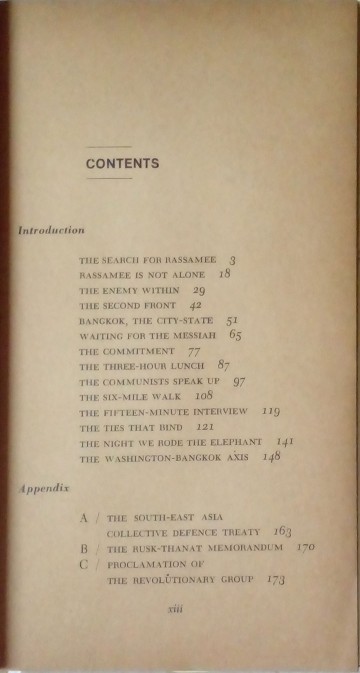 CONTENTS
Introduction
THE SEARCH FOR RASSAMEE 3
RASSAMEE IS NOT ALONE 18
THE ENEMY WITHIN 29
THE SECOND FRONT 42
BANGKOK, THE CITY-STATE 51
WAITING FOR THE MESSIAH 65
THE COMMITMENT 77
THE THREE-HOUR LUNCH 87
THE COMMUNISTS SPEAK UP 97
THE SIX-MILE WALK 108
THE FIFTEEN-MINUTE INTERVIEW 119
THE TIES THAT BIND 121
THE NIGHT WE RODE THE ELEPHANT 141
THE WASHINGTON-BANGKOK AXIS 148
Appendix
A / THE SOUTH-EAST ASIA
COLLECTIVE DEFENCE TREATY 163
B / THE RUSK-THANAT MEMORANDUM 170
C / PROCLAMATION OF
THE REVOLUTIONARY GROUP 173
xiii